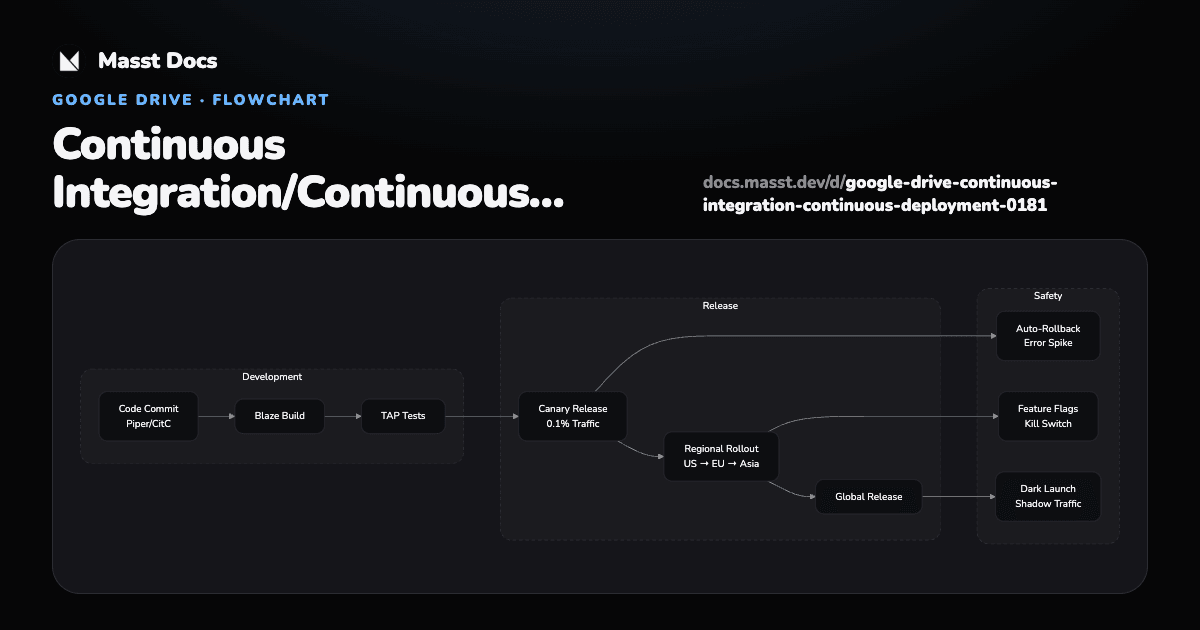 Masst Docs
GOOGLE DRIVE · FLOWCHART
Continuous
Integration/Continuous...
docs.masst.dev/d/google-drive-continuous-
integration-continuous-deployment-0181
Development
Code Commit
Piper/CitC
Blaze Build
TAP Tests
Release
Canary Release
0.1% Traffic
Regional Rollout
US → EU → Asia
Global Release
Safety
Auto-Rollback
Error Spike
Feature Flags
Kill Switch
Dark Launch
Shadow Traffic